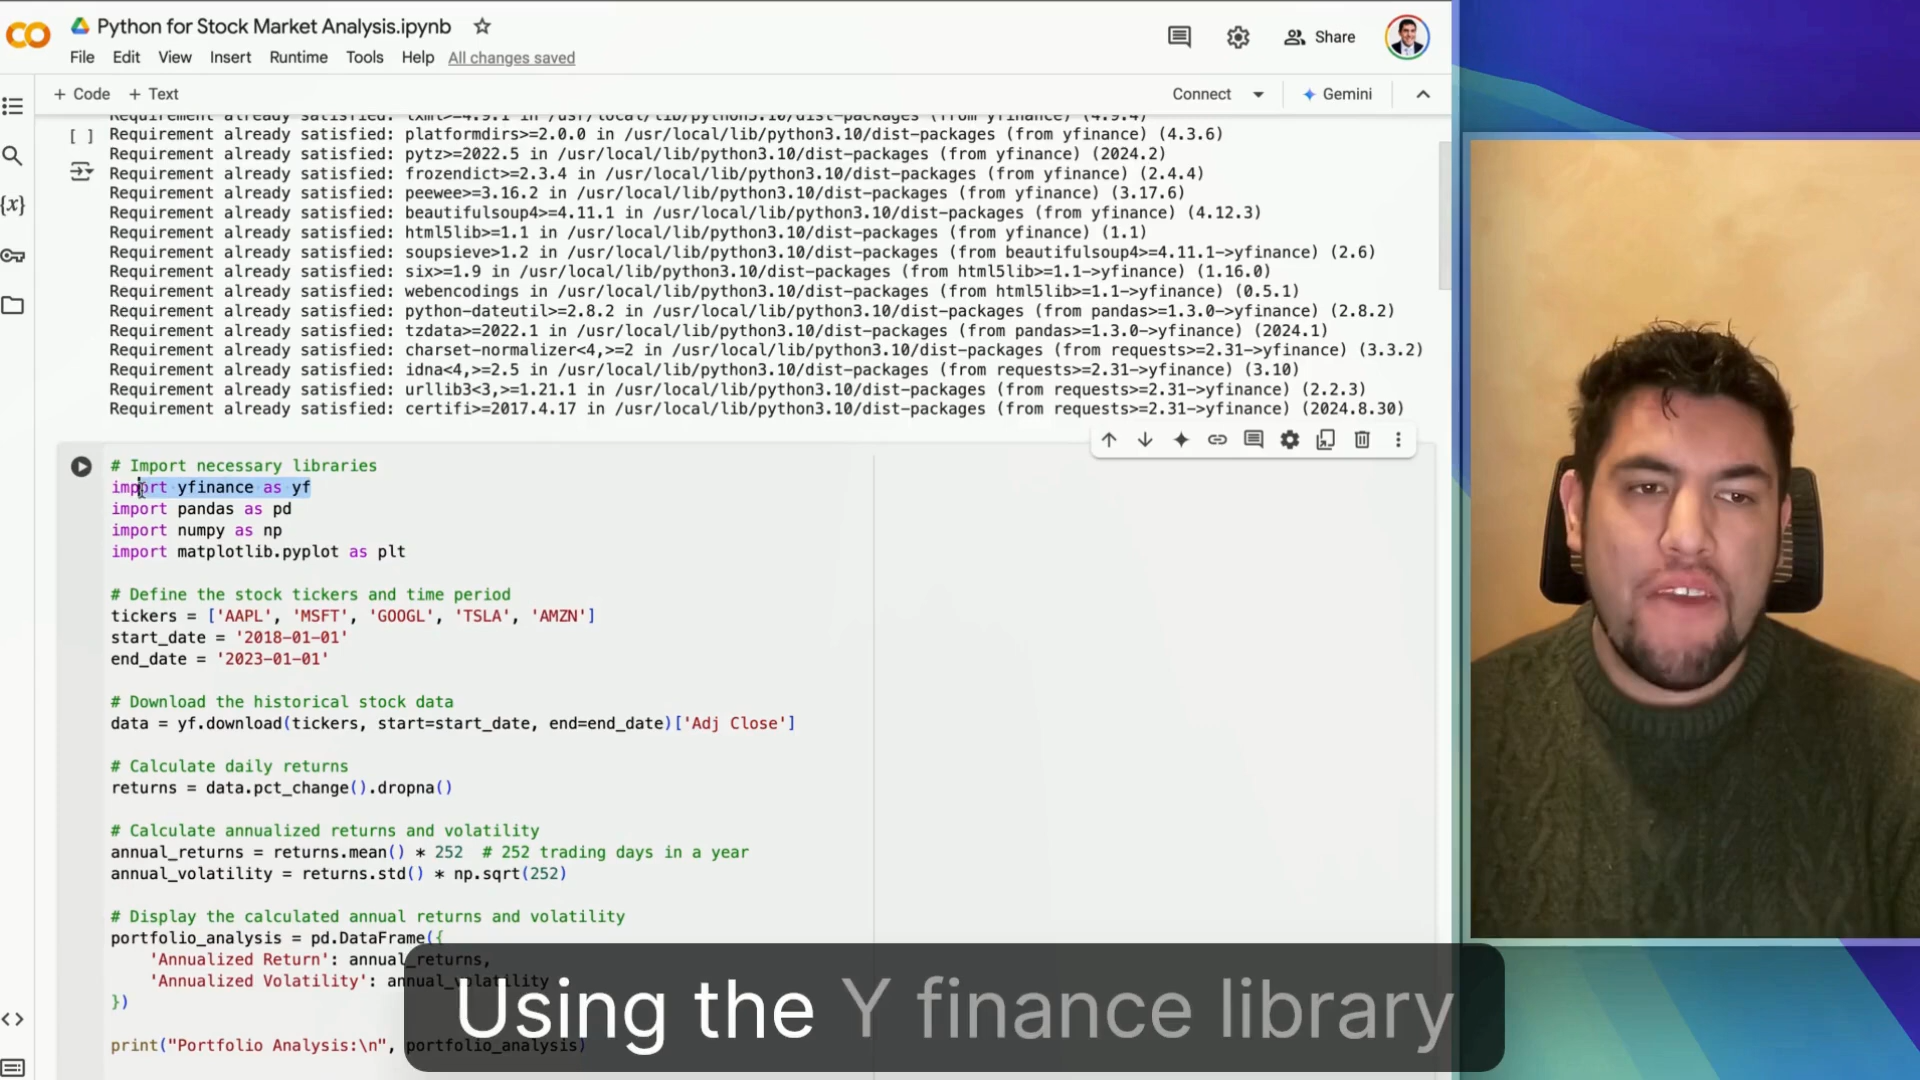 Python for Stock Market Analysis.ipynb
File Edit View Insert Runtime Tools Help All changes saved
Share
+ Code + Text
Connect
Gemini
Requirement already satisfied: lxml>=4.9.1 in /usr/local/lib/python3.10/dist-packages (from yfinance) (4.9.4)
[ ]
Requirement already satisfied: platformdirs>=2.0.0 in /usr/local/lib/python3.10/dist-packages (from yfinance) (4.3.6)
Requirement already satisfied: pytz>=2022.5 in /usr/local/lib/python3.10/dist-packages (from yfinance) (2024.2)
Requirement already satisfied: frozendict>=2.3.4 in /usr/local/lib/python3.10/dist-packages (from yfinance) (2.4.4)
Requirement already satisfied: peewee>=3.16.2 in /usr/local/lib/python3.10/dist-packages (from yfinance) (3.17.6)
Requirement already satisfied: beautifulsoup4>=4.11.1 in /usr/local/lib/python3.10/dist-packages (from yfinance) (4.12.3)
Requirement already satisfied: html5lib>=1.1 in /usr/local/lib/python3.10/dist-packages (from yfinance) (1.1)
Requirement already satisfied: soupsieve>1.2 in /usr/local/lib/python3.10/dist-packages (from beautifulsoup4>=4.11.1->yfinance) (2.6)
Requirement already satisfied: six>=1.9 in /usr/local/lib/python3.10/dist-packages (from html5lib>=1.1->yfinance) (1.16.0)
Requirement already satisfied: webencodings in /usr/local/lib/python3.10/dist-packages (from html5lib>=1.1->yfinance) (0.5.1)
Requirement already satisfied: python-dateutil>=2.8.2 in /usr/local/lib/python3.10/dist-packages (from pandas>=1.3.0->yfinance) (2.8.2)
Requirement already satisfied: tzdata>=2022.1 in /usr/local/lib/python3.10/dist-packages (from pandas>=1.3.0->yfinance) (2024.1)
Requirement already satisfied: charset-normalizer<4,>=2 in /usr/local/lib/python3.10/dist-packages (from requests>=2.31->yfinance) (3.3.2)
Requirement already satisfied: idna<4,>=2.5 in /usr/local/lib/python3.10/dist-packages (from requests>=2.31->yfinance) (3.10)
Requirement already satisfied: urllib3<3,>=1.21.1 in /usr/local/lib/python3.10/dist-packages (from requests>=2.31->yfinance) (2.2.3)
Requirement already satisfied: certifi>=2017.4.17 in /usr/local/lib/python3.10/dist-packages (from requests>=2.31->yfinance) (2024.8.30)
# Import necessary libraries
import yfinance as yf
import pandas as pd
import numpy as np
import matplotlib.pyplot as plt
# Define the stock tickers and time period
tickers = ['AAPL', 'MSFT', 'GOOGL', 'TSLA', 'AMZN']
start_date = '2018-01-01'
end_date = '2023-01-01'
# Download the historical stock data
data = yf.download(tickers, start=start_date, end=end_date)['Adj Close']
# Calculate daily returns
returns = data.pct_change().dropna()
# Calculate annualized returns and volatility
annual_returns = returns.mean() * 252  # 252 trading days in a year
annual_volatility = returns.std() * np.sqrt(252)
# Display the calculated annual returns and volatility
portfolio_analysis = pd.DataFrame({
'Annualized Return': annual_returns,
'Annualized Volatility': annual_volatility
})
print("Portfolio Analysis:\n", portfolio_analysis)
Using the Y finance library